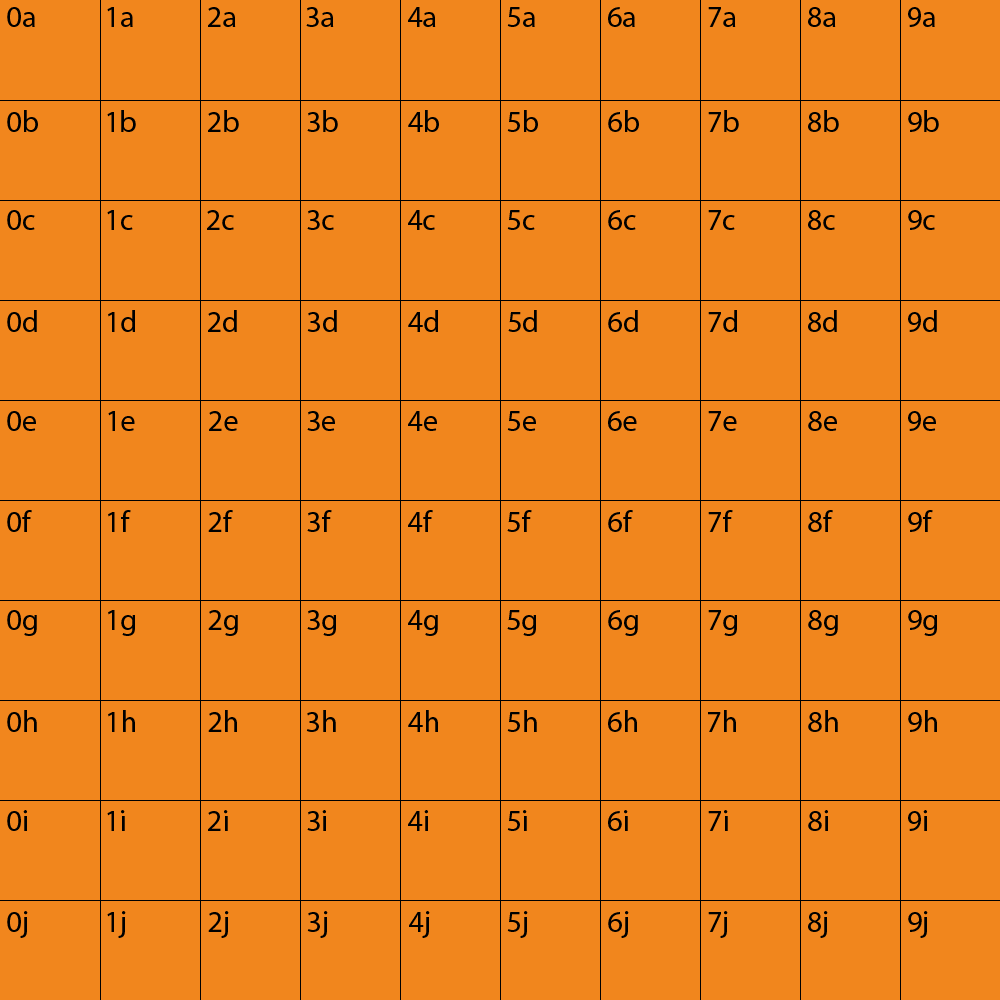 0a 1a 2a 3a 4a 5a 6a 7a 8a 9a
0b 1b 2b 3b 4b 5b 6b 7b 8b 9b
0c 1c 2c 3c 4c 5c 6c 7c 8c 9c
0d 1d 2d 3d 4d 5d 6d 7d 8d 9d
0e 1e 2e 3e 4e 5e 6e 7e 8e 9e
0f 1f 2f 3f 4f 5f 6f 7f 8f 9f
0g 1g 2g 3g 4g 5g 6g 7g 8g 9g
0h 1h 2h 3h 4h 5h 6h 7h 8h 9h
0i 1i 2i 3i 4i 5i 6i 7i 8i 9i
0j 1j 2j 3j 4j 5j 6j 7j 8j 9j